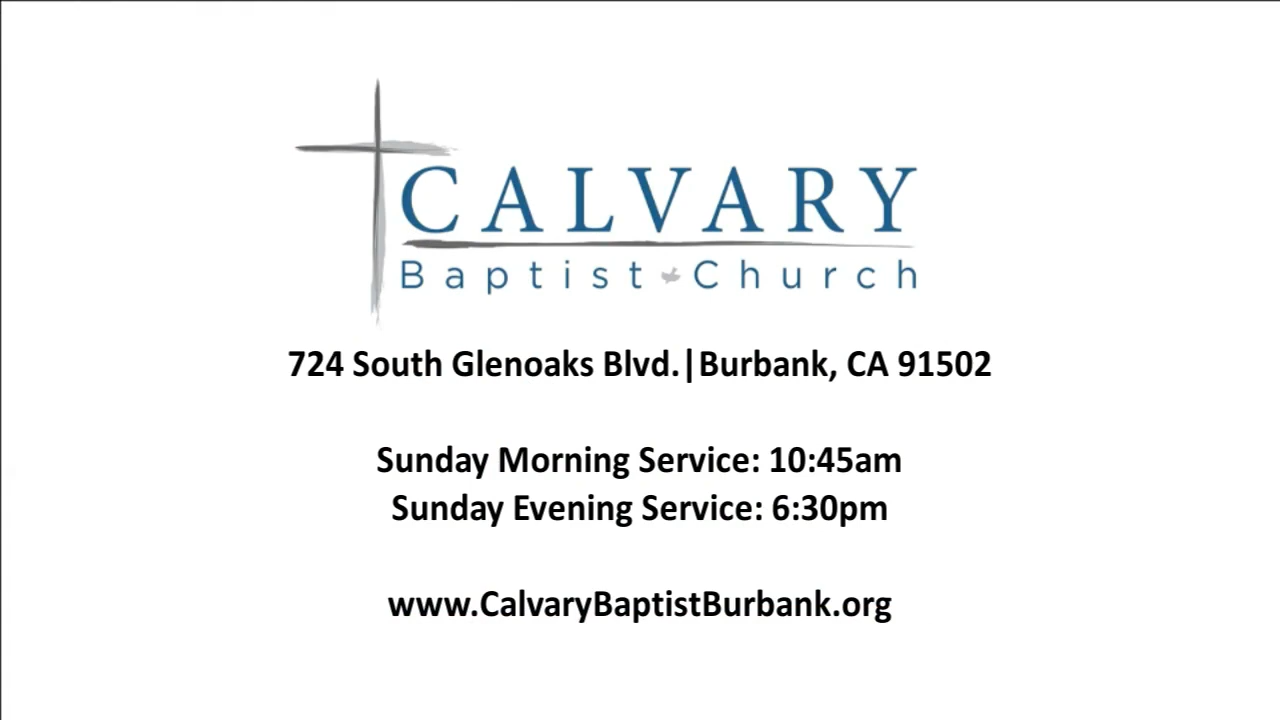 CALVARY
Baptist Church
724 South Glenoaks Blvd.|Burbank, CA 91502
Sunday Morning Service: 10:45am
Sunday Evening Service: 6:30pm
www.CalvaryBaptistBurbank.org